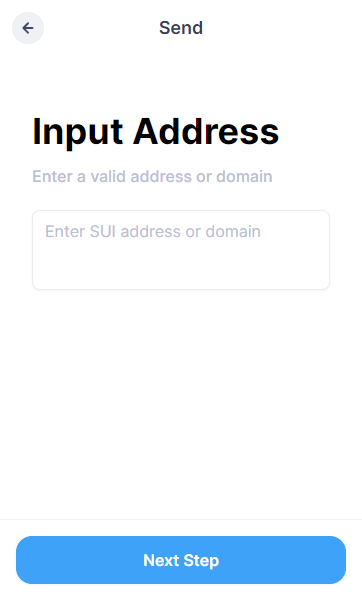 Send
Input Address
Enter a valid address or domain
Enter SUI address or domain
Next Step